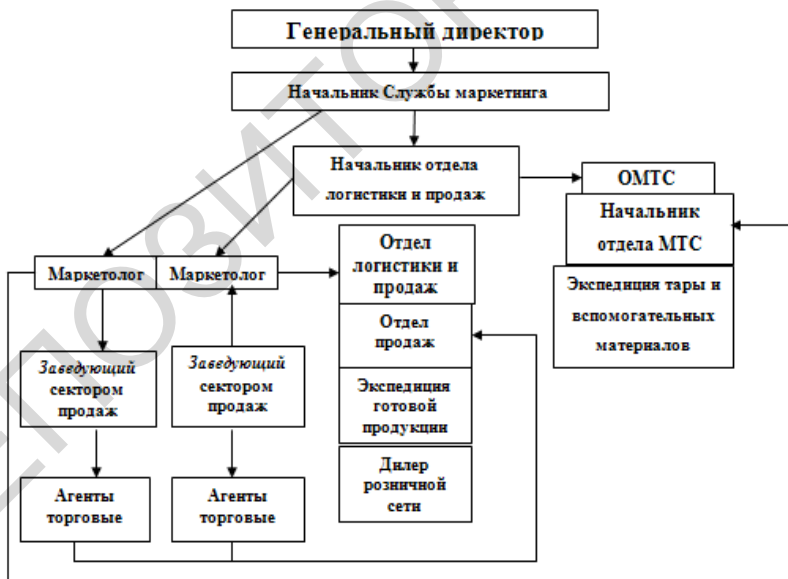 Генеральный директор
Начальник Службы маркетинга
Начальник отдела
логистики и продаж
ОМТС
Начальник
отдела МТС
Экспедиция тары и
вспомогательных
материалов
Маркетолог
Маркетолог
Отдел
логистики и
продаж
Отдел
продаж
Экспедиция
готовой
продукции
Дилер
розничной
сети
Заведующий
сектором
продаж
Заведующий
сектором
продаж
Агенты
торговые
Агенты
торговые